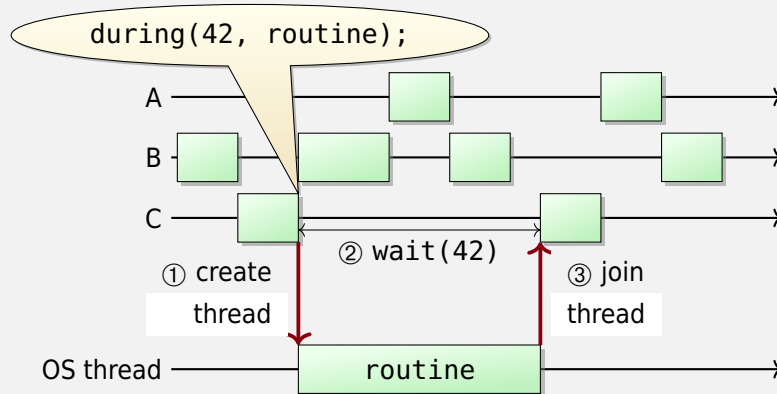 during(42, routine);
A
B
C
② wait(42)
① create
thread
③ join
thread
OS thread
routine